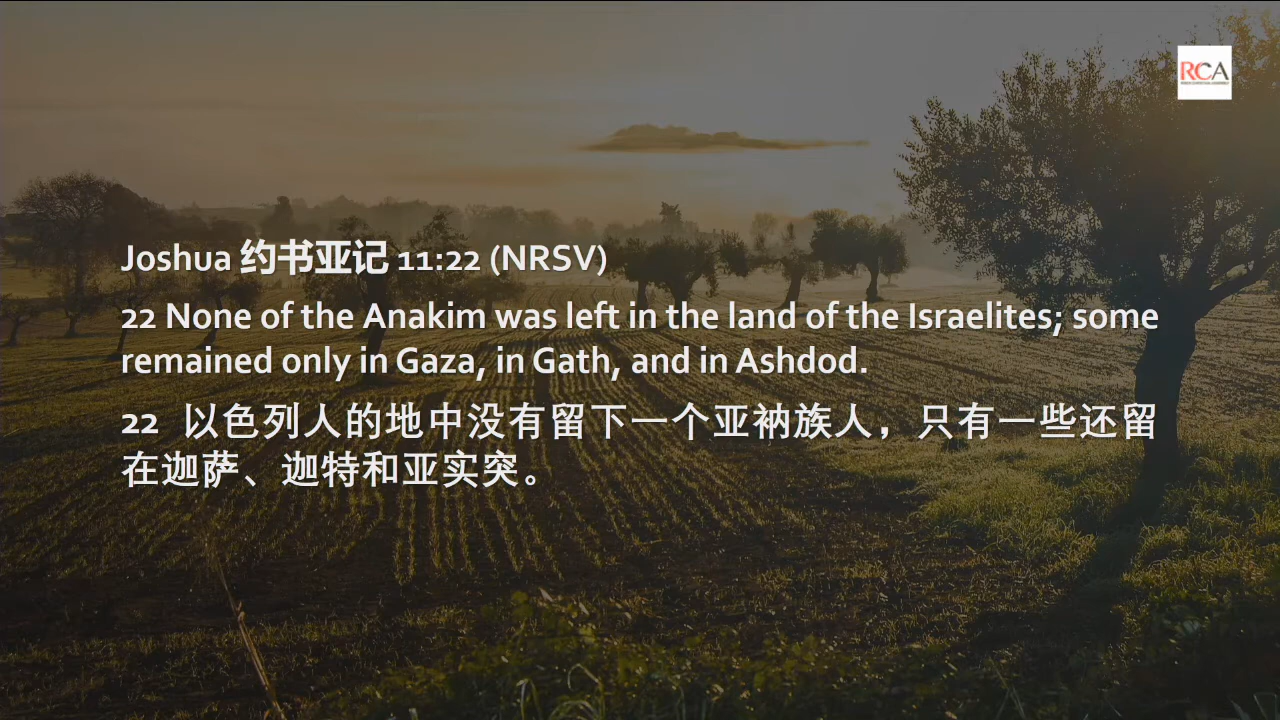 RCA
Joshua 约书亚记 11:22 (NRSV)
22 None of the Anakim was left in the land of the Israelites; some
remained only in Gaza, in Gath, and in Ashdod.
22 以色列人的地中没有留下一个亚衲族人，只有一些还留
在迦萨、迦特和亚实突。